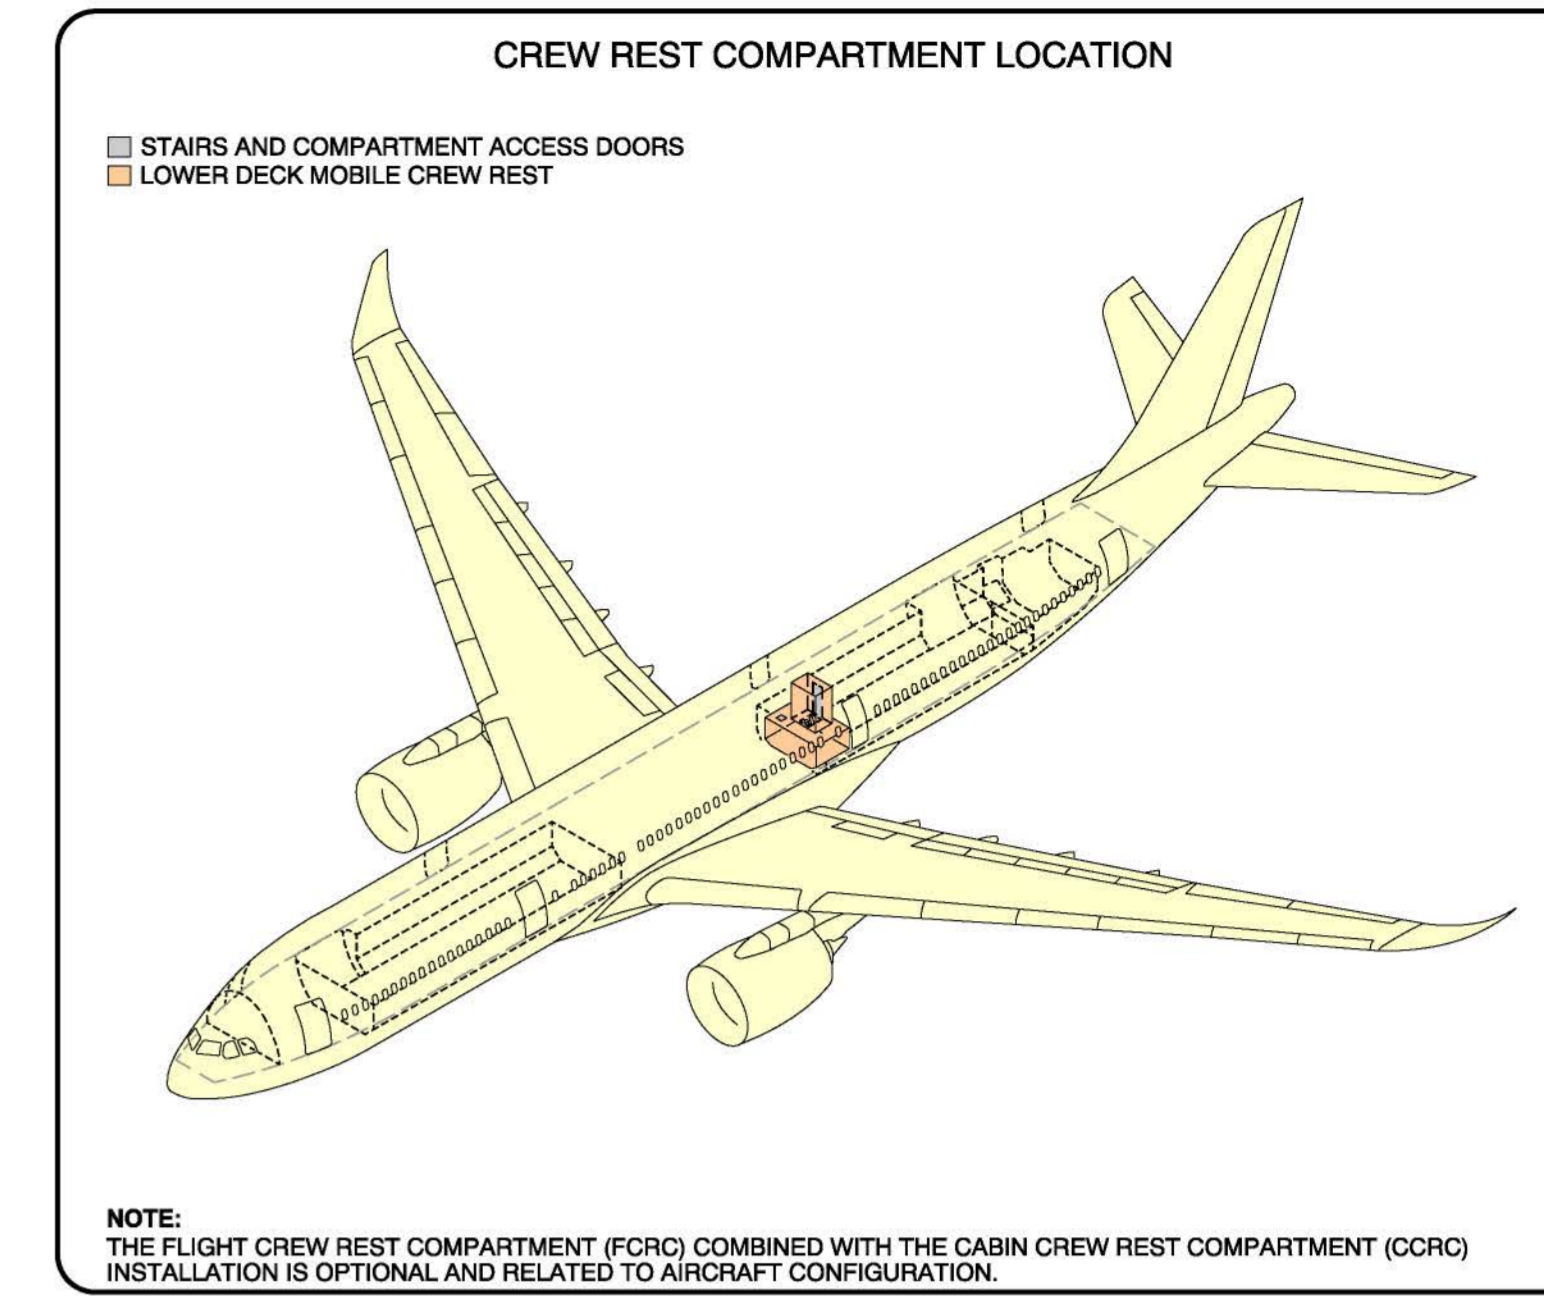 CREW REST COMPARTMENT LOCATION
STAIRS AND COMPARTMENT ACCESS DOORS
LOWER DECK MOBILE CREW REST
NOTE:
THE FLIGHT CREW REST COMPARTMENT (FCRC) COMBINED WITH THE CABIN CREW REST COMPARTMENT (CCRC)
INSTALLATION IS OPTIONAL AND RELATED TO AIRCRAFT CONFIGURATION.